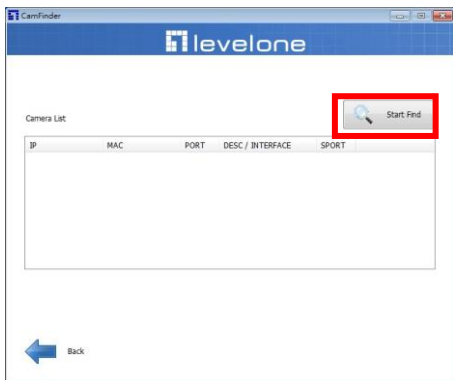 CamFinder
levelone
Start Find
Camera List
IP MAC PORT DESC / INTERFACE SPORT
Back